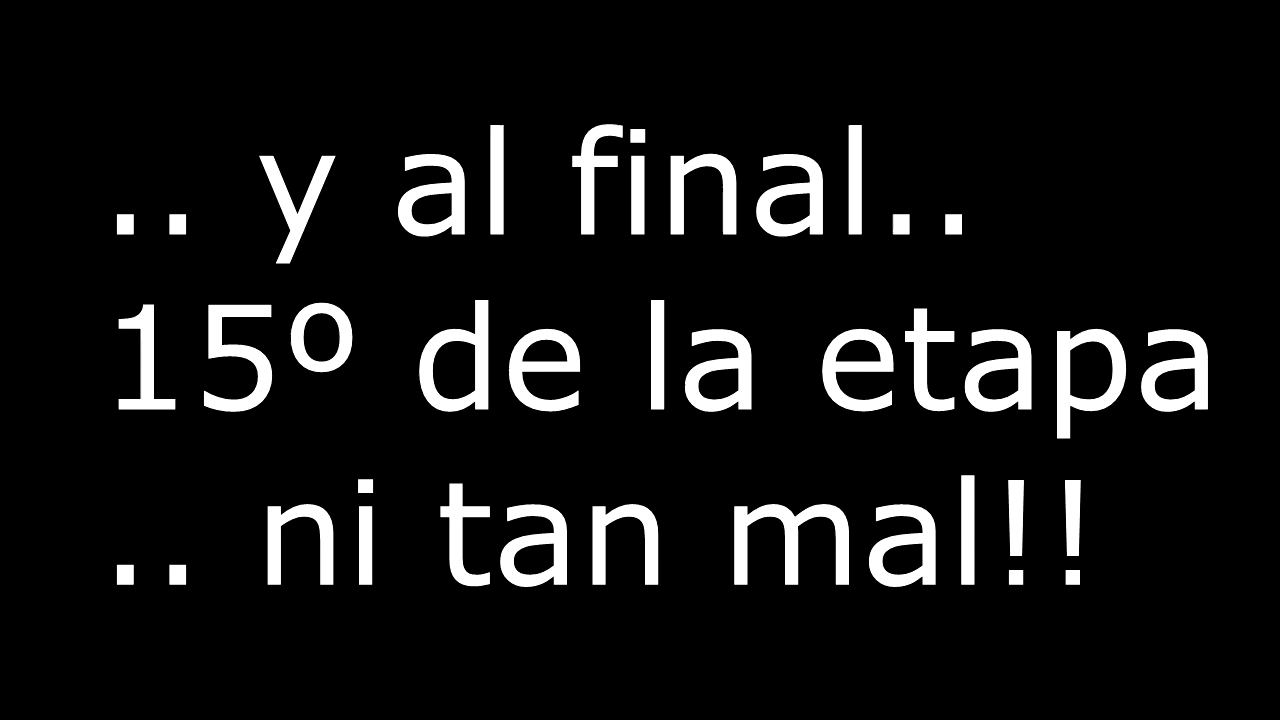 .. y al final..
15º de la etapa
.. ni tan mal!!